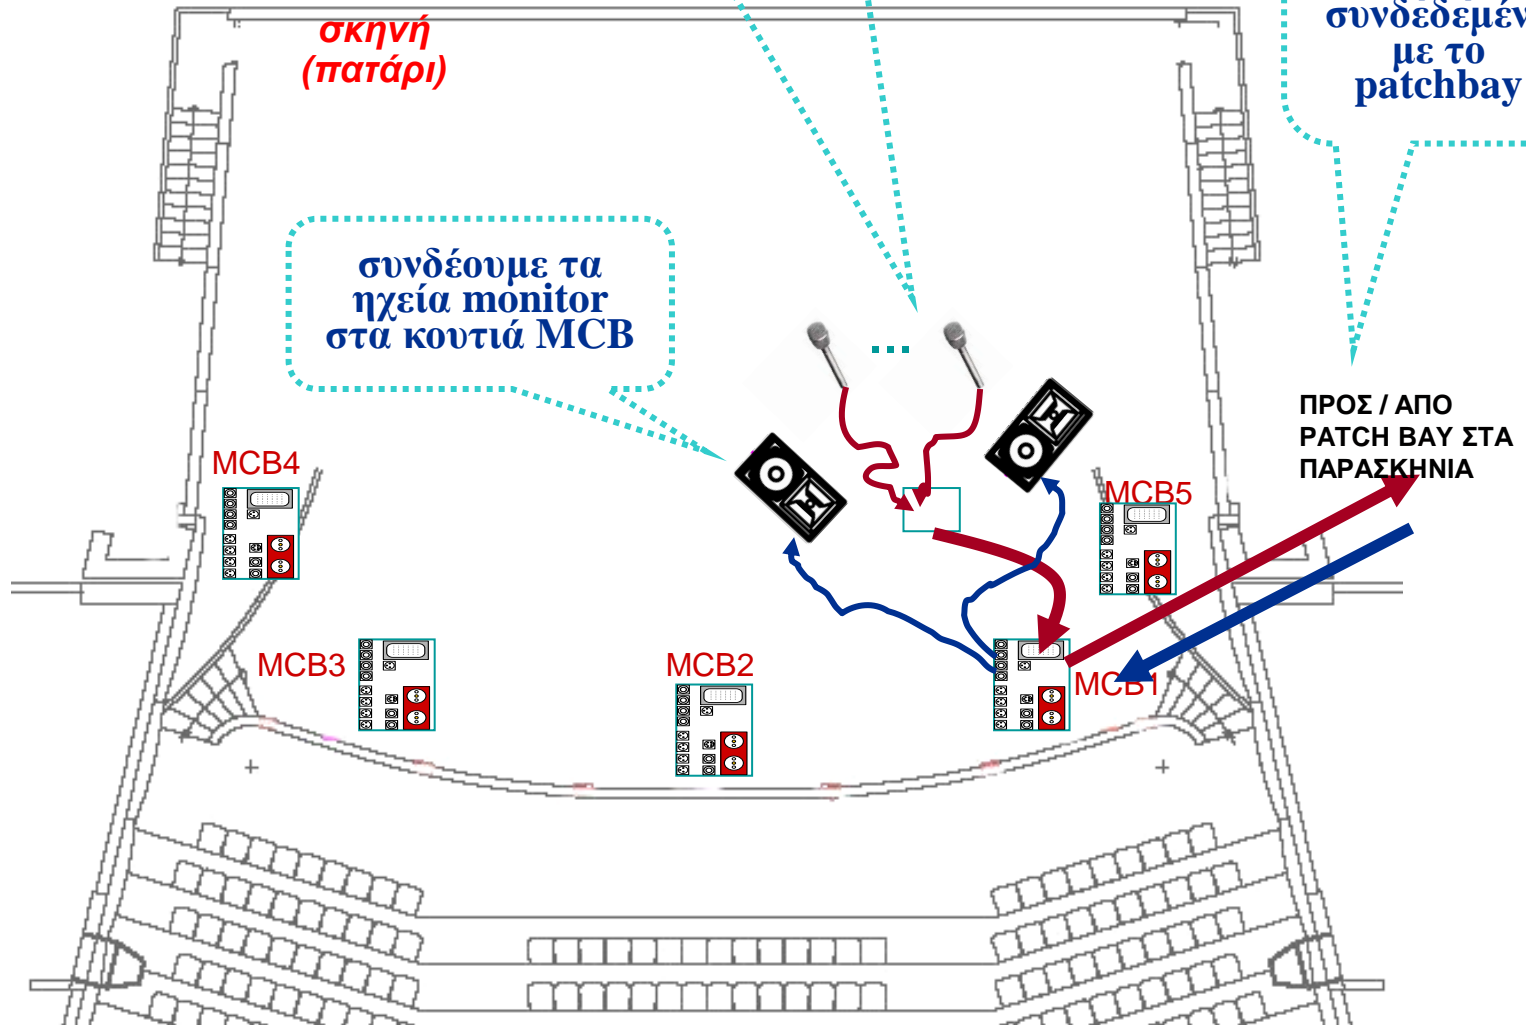 σκηνή
(πατάρι)
με το
patchbay
συνδέουμε τα
ηχεία monitor
στα κουτιά MCB
...
ΠΡΟΣ / ΑΠΟ
PATCH BAY ΣΤΑ
ΠΑΡΑΣΚΗΝΙΑ
MCB4
MCB5
MCB3
MCB2
MCB1